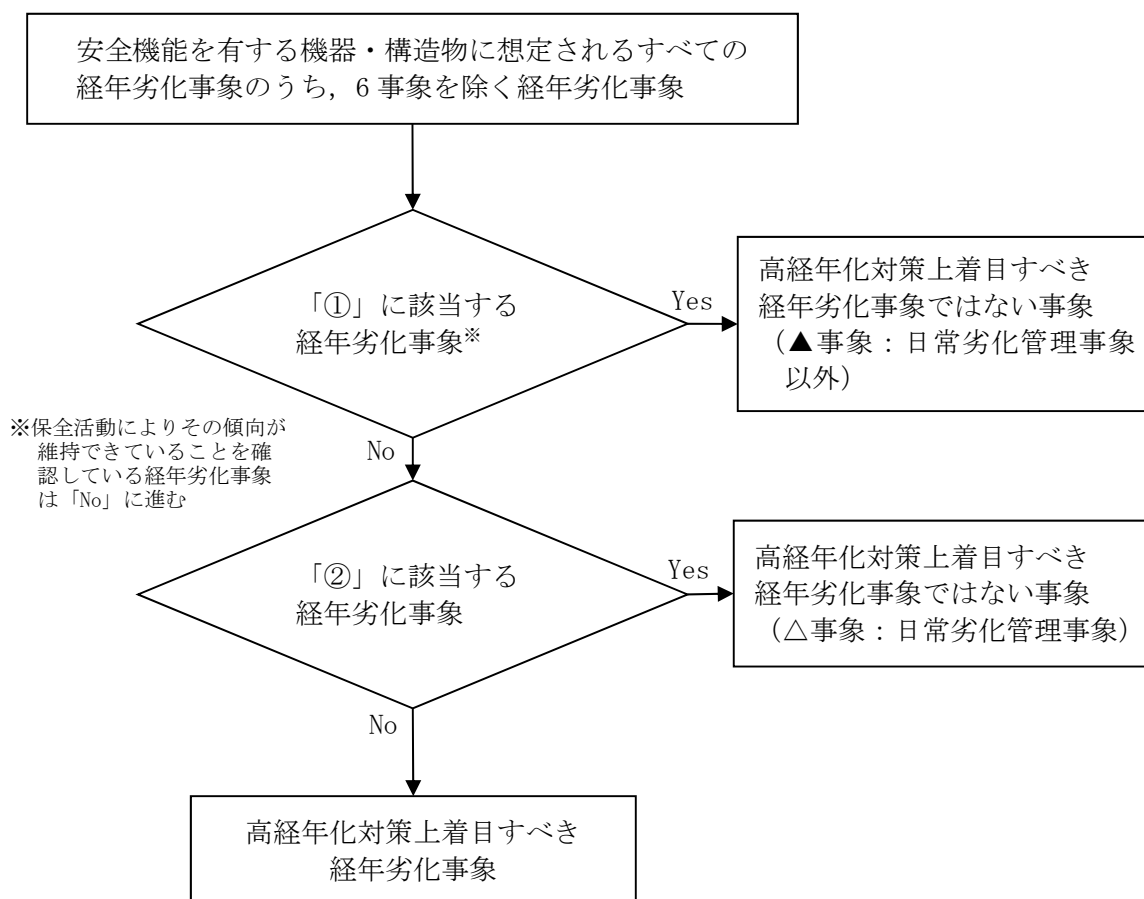 安全機能を有する機器・構造物に想定されるすべての
経年劣化事象のうち，6事象を除く経年劣化事象
「①」に該当する
経年劣化事象※
Yes
高経年化対策上着目すべき
経年劣化事象ではない事象
（▲事象：日常劣化管理事象
以外）
※保全活動によりその傾向が
維持できていることを確
認している経年劣化事象
は「No」に進む
No
「②」に該当する
経年劣化事象
Yes
高経年化対策上着目すべき
経年劣化事象ではない事象
（△事象：日常劣化管理事象）
No
高経年化対策上着目すべき
経年劣化事象